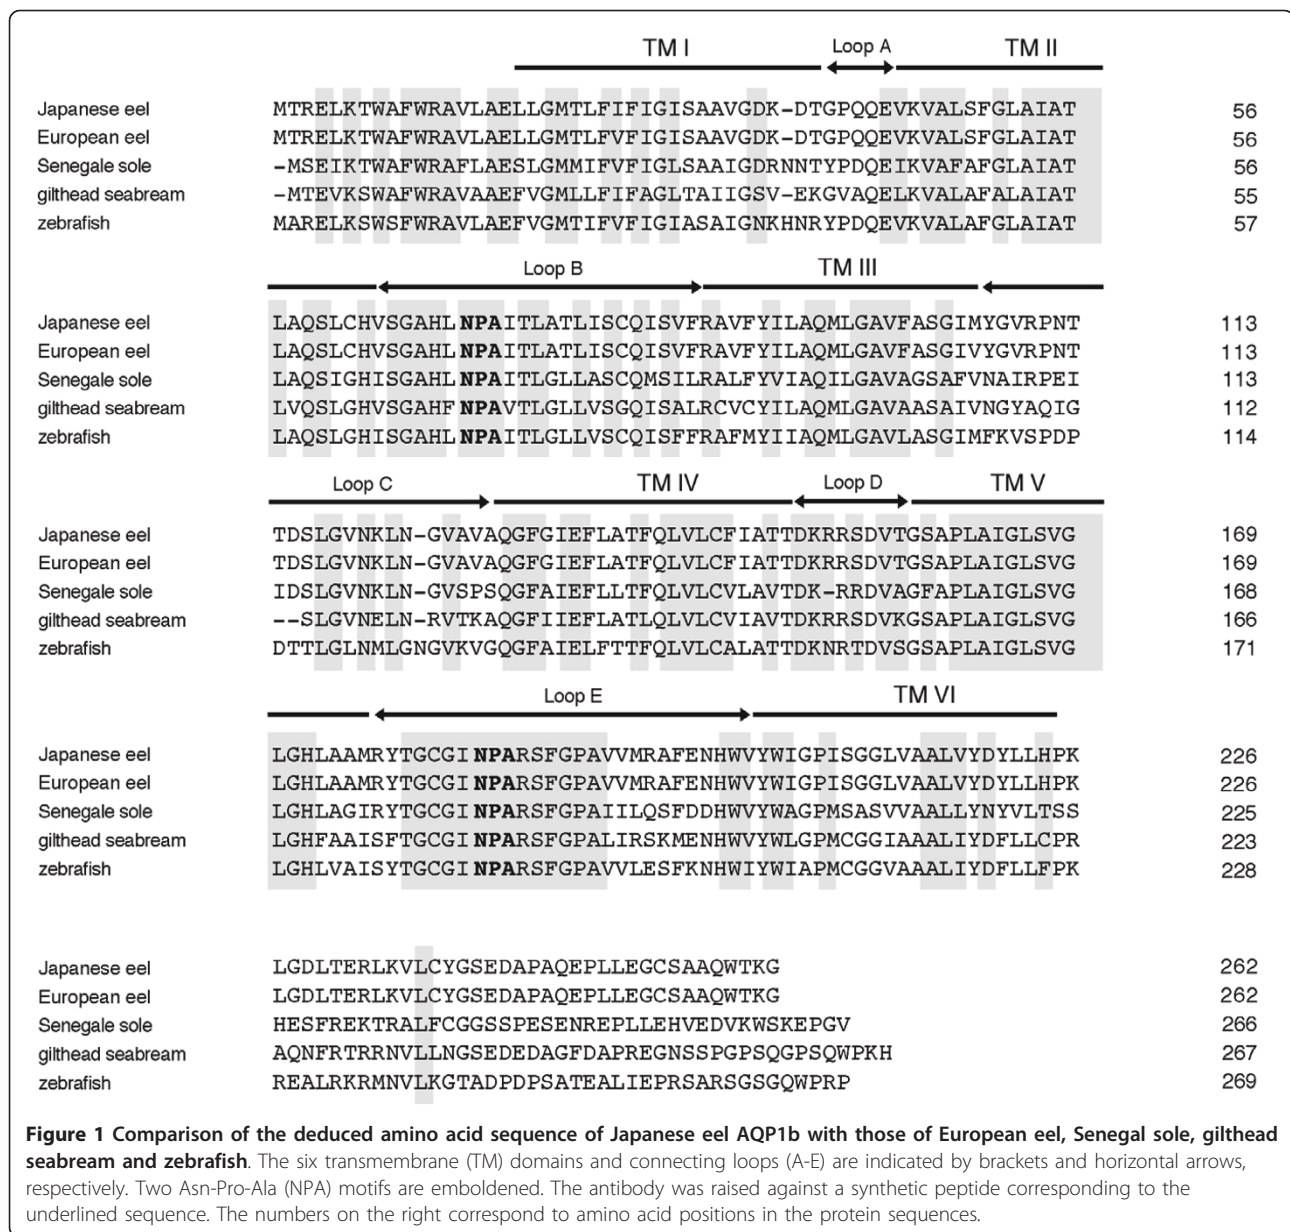 TM I Loop A TM II
Japanese eel MTRELKTWAFWRAVLAELLGMTLFIFIGISAAVGDK-DTGPQQEVKVALSFGLAIAT 56
European eel MTRELKTWAFWRAVLAELLGMTLFVFIGISAAVGDK-DTGPQQEVKVALSFGLAIAT 56
Senegale sole -MSEIKTWAFWRAFLAESLGMMIFVFIGLSAAIGDRNNTYPDQEIKVAFAFGLAIAT 56
gilthead seabream -MTEVKSWAFWRAVAAEFVGMLLFIFAGLTAIIGSV-EKGVAQELKVALAFALAIAT 55
zebrafish MARELKSWSFWRAVLAEFVGMTIFVFIGIASAIGNKHNRYPDQEVKVALAFGLAIAT 57
Loop B TM III
Japanese eel LAQSLCHVSGAHLNPAITLATLISCQISVFRAVFYILAQMLGAVFASGIMYGVRPNT 113
European eel LAQSLCHVSGAHLNPAITLATLISCQISVFRAVFYILAQMLGAVFASGIVYGVRPNT 113
Senegale sole LAQSIGHISGAHLNPAITLGLLASCQMSILRALFYVIAQILGAVAGSAFVNAIRPEI 113
gilthead seabream LVQSLGHVSGAHFNPAVTLGLLVSGQISALRCVCYILAQMLGAVAASAIVNGYAQIG 112
zebrafish LAQSLGHISGAHLNPAITLGLLVSCQISFFRAFMYIIAQMLGAVLASGIMFKVSPDP 114
Loop C TM IV Loop D TM V
Japanese eel TDSLGVNKLN-GVAVAQGFGIEFLATFQLVLCFIATTDKRRSDVTGSAPLAIGLSVG 169
European eel TDSLGVNKLN-GVAVAQGFGIEFLATFQLVLCFIATTDKRRSDVTGSAPLAIGLSVG 169
Senegale sole IDSLGVNKLN-GVSPSQGFAIEFLLTFQLVLCVLAVTDK-RRDVAGFAPLAIGLSVG 168
gilthead seabream --SLGVNELN-RVTKAQGFIIEFLATLQLVLCVIAVTDKRRSDVKGSAPLAIGLSVG 166
zebrafish DTTLGLNMLGNGVKVGQGFAIELFTTFQLVLCALATTDKNRTDVSGSAPLAIGLSVG 171
Loop E TM VI
Japanese eel LGHLAAMRYTGCGINPARSFGPAVVMRAFENHWVYWIGPISGGLVAALVYDYLLHPK 226
European eel LGHLAAMRYTGCGINPARSFGPAVVMRAFENHWVYWIGPISGGLVAALVYDYLLHPK 226
Senegale sole LGHLAGIRYTGCGINPARSFGPAIILQSFDDHWVYWAGPMSASVVAALLYNYVLTSS 225
gilthead seabream LGHFAAISFTGCGINPARSFGPALIRSKMENHWVYWLGPMCGGIAAALIYDFLLCPR 223
zebrafish LGHLVAISYTGCGINPARSFGPAVVLESFKNHWIYWIAPMCGGVAAALIYDFLLFPK 228
Japanese eel LGDLTERLKVLCYGSEDAPAQEPLLEGCSAAQWTKG 262
European eel LGDLTERLKVLCYGSEDAPAQEPLLEGCSAAQWTKG 262
Senegale sole HESFREKTRALFCGGSSPESENREPLLEHVEDVKWSKEPGV 266
gilthead seabream AQNFRTRRNVLLNGSEDEDAGFDAPREGNSSPGPSQGPSQWPKH 267
zebrafish REALRKRMNVLKGTADPDPSATEALIEPRSARSGSGQWPRP 269
Figure 1 Comparison of the deduced amino acid sequence of Japanese eel AQP1b with those of European eel, Senegal sole, gilthead
seabream and zebrafish. The six transmembrane (TM) domains and connecting loops (A-E) are indicated by brackets and horizontal arrows,
respectively. Two Asn-Pro-Ala (NPA) motifs are emboldened. The antibody was raised against a synthetic peptide corresponding to the
underlined sequence. The numbers on the right correspond to amino acid positions in the protein sequences.